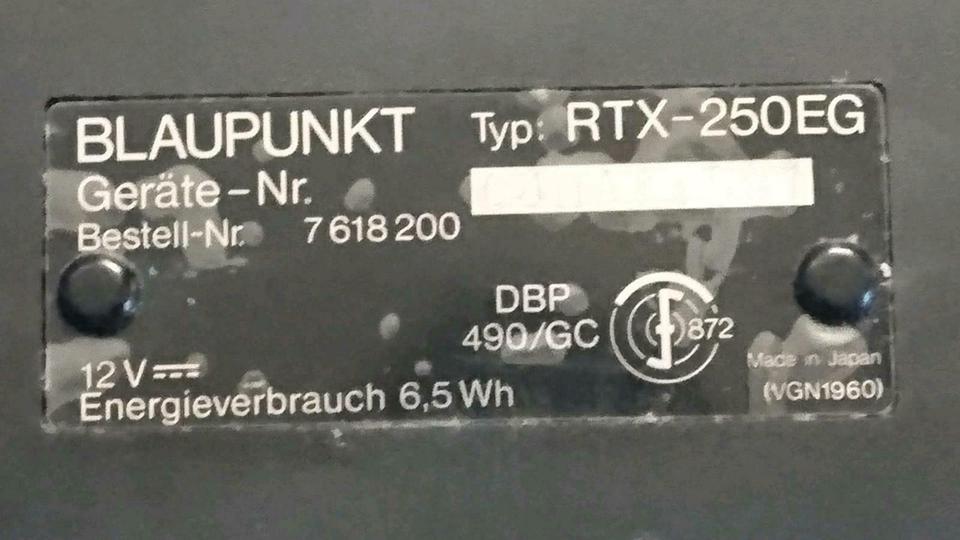 BLAUPUNKT Typ: RTX-250EG
Geräte-Nr.
Bestell-Nr. 7 618 200
DBP
490/GC 872
Made in Japan
12 V
(VGN1960)
Energieverbrauch 6,5 Wh